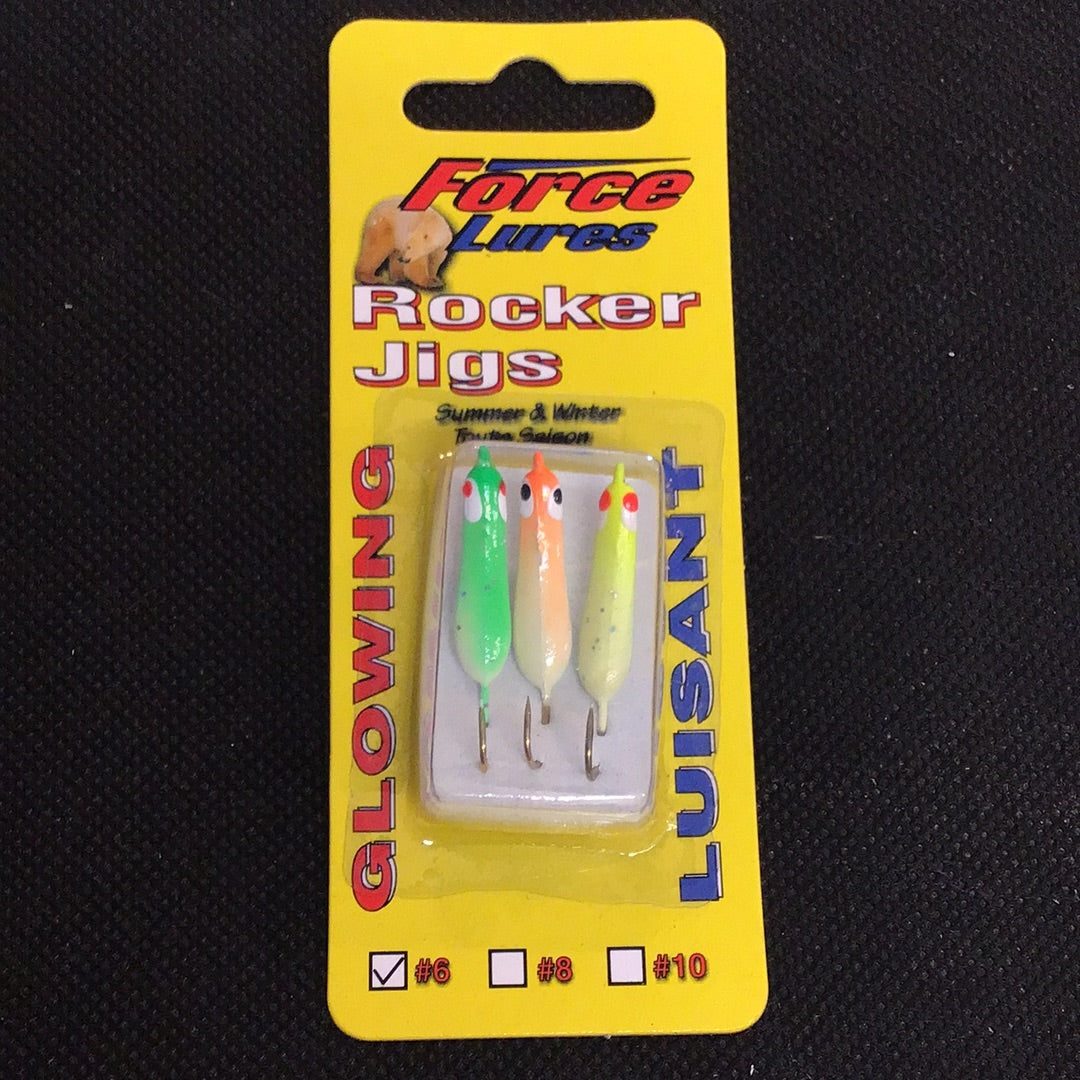 Force
Lures
Rocker
Jigs
Summer & Winter
Toute Saison
GLOWING
LUISANT
#6
#8
#10